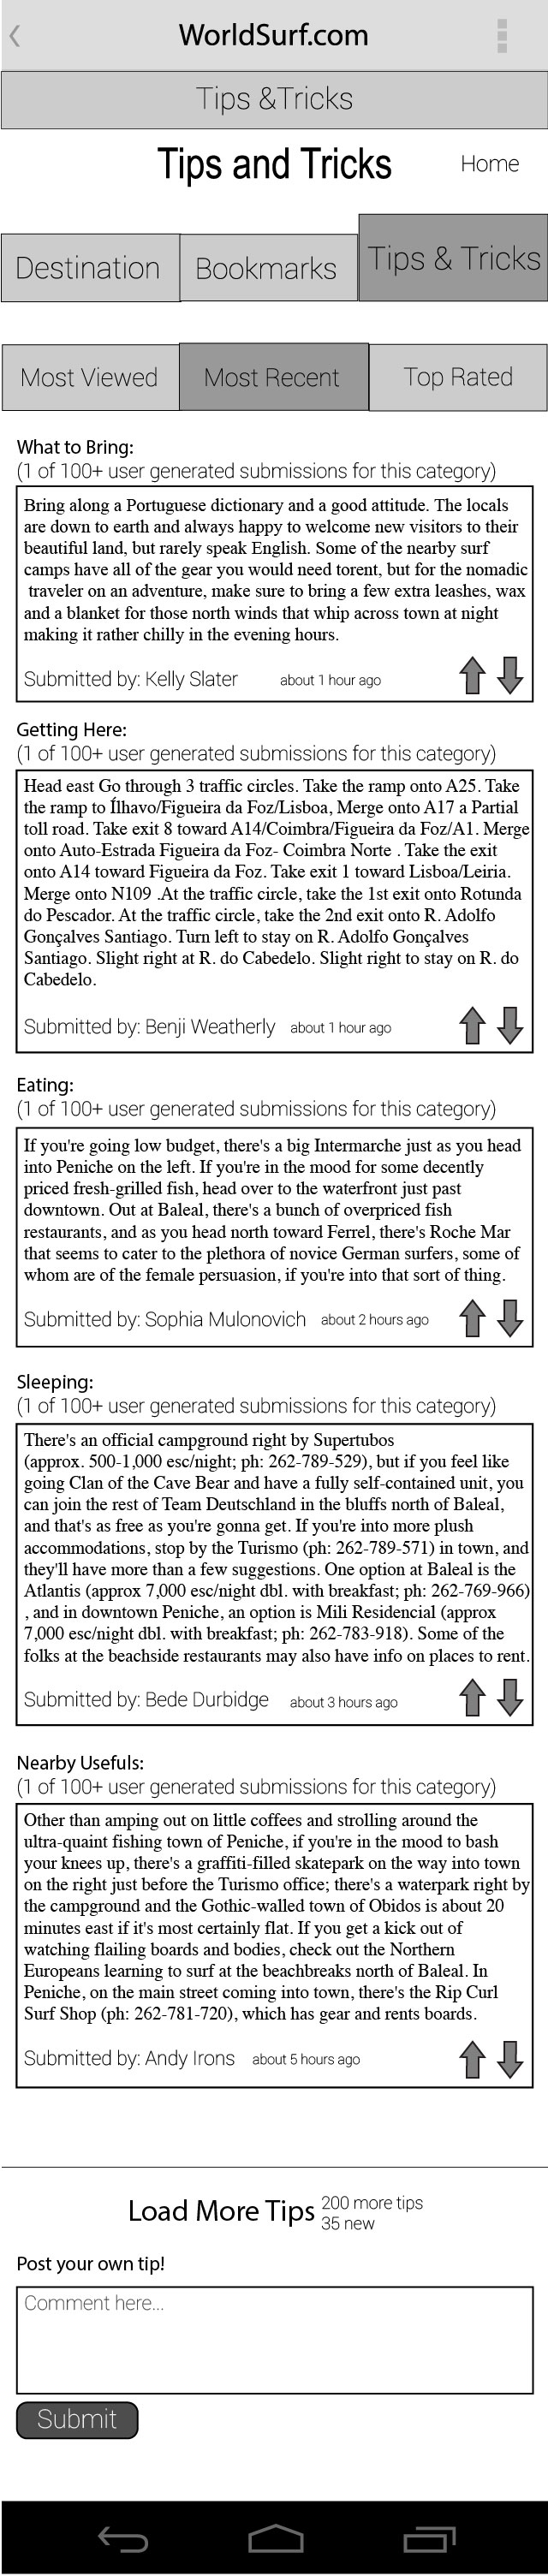 WorldSurf.com
Tips &Tricks
Tips and Tricks
Home
Destination
Bookmarks
Tips & Tricks
Most Viewed
Most Recent
Top Rated
What to Bring:
(1 of 100+ user generated submissions for this category)
Bring along a Portuguese dictionary and a good attitude. The locals
are down to earth and always happy to welcome new visitors to their
beautiful land, but rarely speak English. Some of the nearby surf
camps have all of the gear you would need torent, but for the nomadic
traveler on an adventure, make sure to bring a few extra leashes, wax
and a blanket for those north winds that whip across town at night
making it rather chilly in the evening hours.
Submitted by: Kelly Slater about 1 hour ago
Getting Here:
(1 of 100+ user generated submissions for this category)
Head east Go through 3 traffic circles. Take the ramp onto A25. Take
the ramp to Ílhavo/Figueira da Foz/Lisboa, Merge onto A17 a Partial
toll road. Take exit 8 toward A14/Coimbra/Figueira da Foz/A1. Merge
onto Auto-Estrada Figueira da Foz- Coimbra Norte . Take the exit
onto A14 toward Figueira da Foz. Take exit 1 toward Lisboa/Leiria.
Merge onto N109 .At the traffic circle, take the 1st exit onto Rotunda
do Pescador. At the traffic circle, take the 2nd exit onto R. Adolfo
Gonçalves Santiago. Turn left to stay on R. Adolfo Gonçalves
Santiago. Slight right at R. do Cabedelo. Slight right to stay on R. do
Cabedelo.
Submitted by: Benji Weatherly about 1 hour ago
Eating:
(1 of 100+ user generated submissions for this category)
If you're going low budget, there's a big Intermarche just as you head
into Peniche on the left. If you're in the mood for some decently
priced fresh-grilled fish, head over to the waterfront just past
downtown. Out at Baleal, there's a bunch of overpriced fish
restaurants, and as you head north toward Ferrel, there's Roche Mar
that seems to cater to the plethora of novice German surfers, some of
whom are of the female persuasion, if you're into that sort of thing.
Submitted by: Sophia Mulonovich about 2 hours ago
Sleeping:
(1 of 100+ user generated submissions for this category)
There's an official campground right by Supertubos
(approx. 500-1,000 esc/night; ph: 262-789-529), but if you feel like
going Clan of the Cave Bear and have a fully self-contained unit, you
can join the rest of Team Deutschland in the bluffs north of Baleal,
and that's as free as you're gonna get. If you're into more plush
accommodations, stop by the Turismo (ph: 262-789-571) in town, and
they'll have more than a few suggestions. One option at Baleal is the
Atlantis (approx 7,000 esc/night dbl. with breakfast; ph: 262-769-966)
, and in downtown Peniche, an option is Mili Residencial (approx
7,000 esc/night dbl. with breakfast; ph: 262-783-918). Some of the
folks at the beachside restaurants may also have info on places to rent.
Submitted by: Bede Durbidge about 3 hours ago
Nearby Usefuls:
(1 of 100+ user generated submissions for this category)
Other than amping out on little coffees and strolling around the
ultra-quaint fishing town of Peniche, if you're in the mood to bash
your knees up, there's a graffiti-filled skatepark on the way into town
on the right just before the Turismo office; there's a waterpark right by
the campground and the Gothic-walled town of Obidos is about 20
minutes east if it's most certainly flat. If you get a kick out of
watching flailing boards and bodies, check out the Northern
Europeans learning to surf at the beachbreaks north of Baleal. In
Peniche, on the main street coming into town, there's the Rip Curl
Surf Shop (ph: 262-781-720), which has gear and rents boards.
Submitted by: Andy Irons about 5 hours ago
Load More Tips
200 more tips
35 new
Post your own tip!
Comment here...
Submit